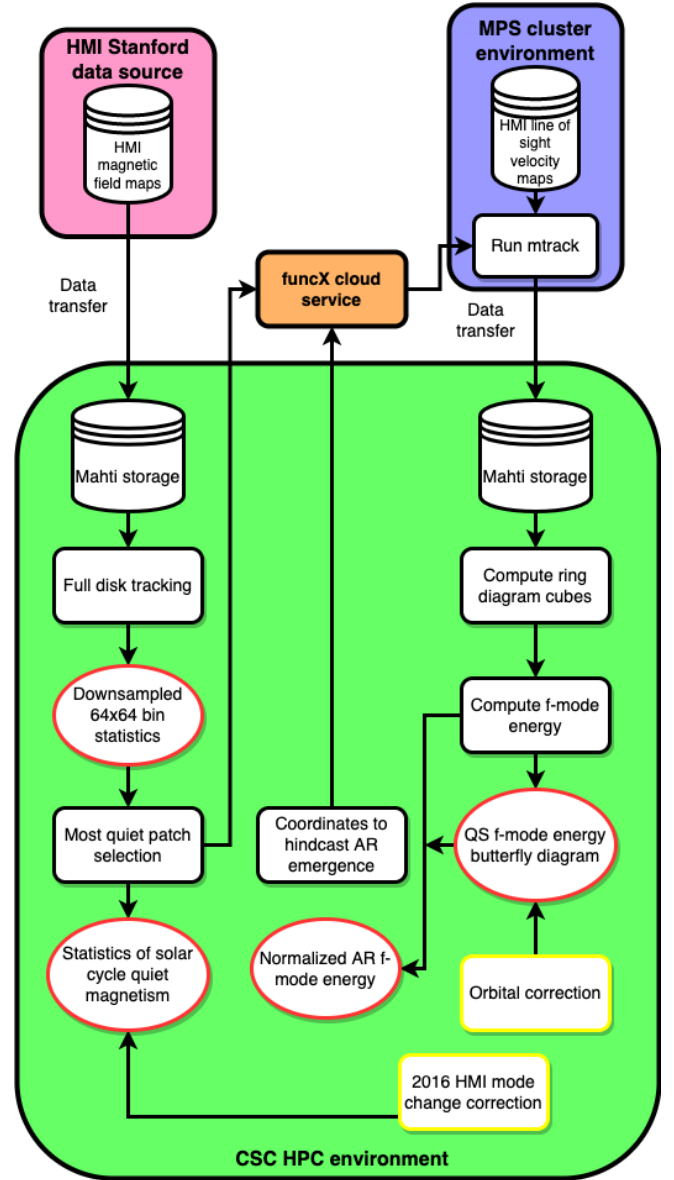 HMI Stanford
data source
HMI
magnetic
field maps
MPS cluster
environment
HMI line of
sight
velocity
maps
Run mtrack
funcX cloud
service
Data
transfer
Data
transfer
Mahti storage
Full disk tracking
Downsampled
64x64 bin
statistics
Most quiet patch
selection
Statistics of solar
cycle quiet
magnetism
Coordinates to
hindcast AR
emergence
Normalized AR f-
mode energy
Mahti storage
Compute ring
diagram cubes
Compute f-mode
energy
QS f-mode energy
butterfly diagram
Orbital correction
2016 HMI mode
change correction
CSC HPC environment